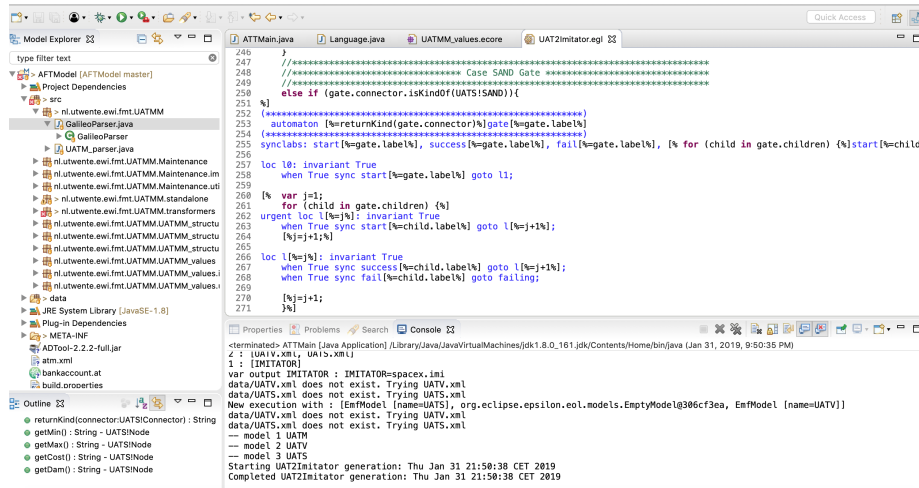 Quick Access
Model Explorer
type filter text
> AFTModel [AFTModel master]
Project Dependencies
> src
> nl.utwente.ewi.fmt.UATMM
GalileoParser.java
GalileoParser
UATM_parser.java
nl.utwente.ewi.fmt.UATMM.Maintenance
nl.utwente.ewi.fmt.UATMM.Maintenance.im
nl.utwente.ewi.fmt.UATMM.Maintenance.uti
> nl.utwente.ewi.fmt.UATMM.standalone
> nl.utwente.ewi.fmt.UATMM.transformers
nl.utwente.ewi.fmt.UATMM.UATMM_structu
nl.utwente.ewi.fmt.UATMM.UATMM_structu
nl.utwente.ewi.fmt.UATMM.UATMM_structu
nl.utwente.ewi.fmt.UATMM.UATMM_values
nl.utwente.ewi.fmt.UATMM.UATMM_values.i
nl.utwente.ewi.fmt.UATMM.UATMM_values.
> data
JRE System Library [JavaSE-1.8]
Plug-in Dependencies
> META-INF
ADTool-2.2.2-full.jar
atm.xml
bankaccount.at
build.properties
Outline
returnKind(connector:UATS!Connector) : String
getMin() : String - UATS!Node
getMax() : String - UATS!Node
getCost() : String - UATS!Node
getDam() : String - UATS!Node
ATTMain.java Language.java UATMM_values.ecore UAT2Imitator.egl
246 }
247 //**********************************************************************
248 //***************************** Case SAND Gate ****************************
249 //**********************************************************************
250 else if (gate.connector.isKindOf(UATS!SAND)){
251 %]
252 (*****************************************************)
253 automaton [%=returnKind(gate.connector)%]gate[%=gate.label%]
254 (*****************************************************)
255 synclabs: start[%=gate.label%], success[%=gate.label%], fail[%=gate.label%], [% for (child in gate.children) {%]start[%=child
256
257 loc l0: invariant True
258 when True sync start[%=gate.label%] goto l1;
259
260 [% var j=1;
261 for (child in gate.children) {%]
262 urgent loc l[%=j%]: invariant True
263 when True sync start[%=child.label%] goto l[%=j+1%];
264 [%j=j+1;%]
265
266 loc l[%=j%]: invariant True
267 when True sync success[%=child.label%] goto l[%=j+1%];
268 when True sync fail[%=child.label%] goto failing;
269
270 [%j=j+1;
271 }%]
Properties Problems Search Console
<terminated> ATTMain [Java Application] /Library/Java/JavaVirtualMachines/jdk1.8.0_161.jdk/Contents/Home/bin/java (Jan 31, 2019, 9:50:35 PM)
2 : [UATV.xml, UATS.xml]
1 : [IMITATOR]
var output IMITATOR : IMITATOR=spacex.imi
data/UATV.xml does not exist. Trying UATV.xml
data/UATS.xml does not exist. Trying UATS.xml
New execution with : [EmfModel [name=UATS], org.eclipse.epsilon.eol.models.EmptyModel@306cf3ea, EmfModel [name=UATV]]
data/UATV.xml does not exist. Trying UATV.xml
data/UATS.xml does not exist. Trying UATS.xml
-- model 1 UATM
-- model 2 UATV
-- model 3 UATS
Starting UAT2Imitator generation: Thu Jan 31 21:50:38 CET 2019
Completed UAT2Imitator generation: Thu Jan 31 21:50:38 CET 2019